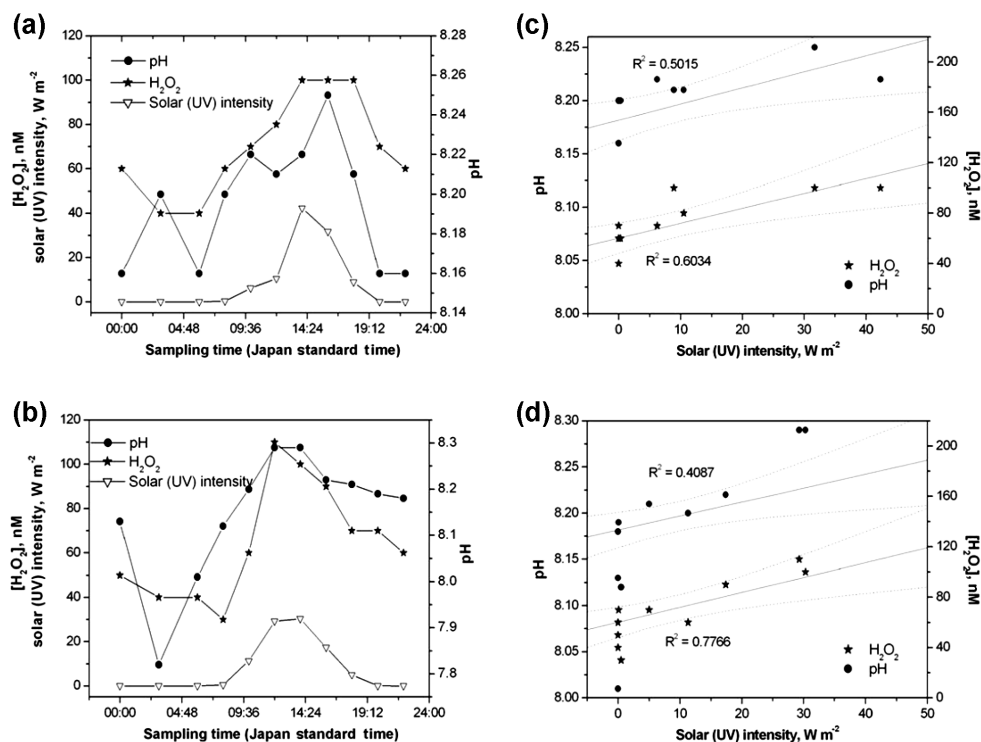 (a)
120
100
80
60
40
20
0
[H₂O₂], nM
solar (UV) intensity, W m⁻²
pH
H₂O₂
Solar (UV) intensity
8.28
8.26
8.24
8.22
8.20
8.18
8.16
8.14
pH
00:00 04:48 09:36 14:24 19:12 24:00
Sampling time (Japan standard time)
(c)
8.25
8.20
8.15
8.10
8.05
8.00
pH
R² = 0.5015
R² = 0.6034
H₂O₂
pH
200
160
120
80
40
0
[H₂O₂], nM
0 10 20 30 40 50
Solar (UV) intensity, W m⁻²
(b)
120
100
80
60
40
20
0
[H₂O₂], nM
solar (UV) intensity, W m⁻²
pH
H₂O₂
Solar (UV) intensity
8.3
8.2
8.1
8.0
7.9
7.8
pH
00:00 04:48 09:36 14:24 19:12 24:00
Sampling time (Japan standard time)
(d)
8.30
8.25
8.20
8.15
8.10
8.05
8.00
pH
R² = 0.4087
R² = 0.7766
H₂O₂
pH
200
160
120
80
40
0
[H₂O₂], nM
0 10 20 30 40 50
Solar (UV) intensity, W m⁻²